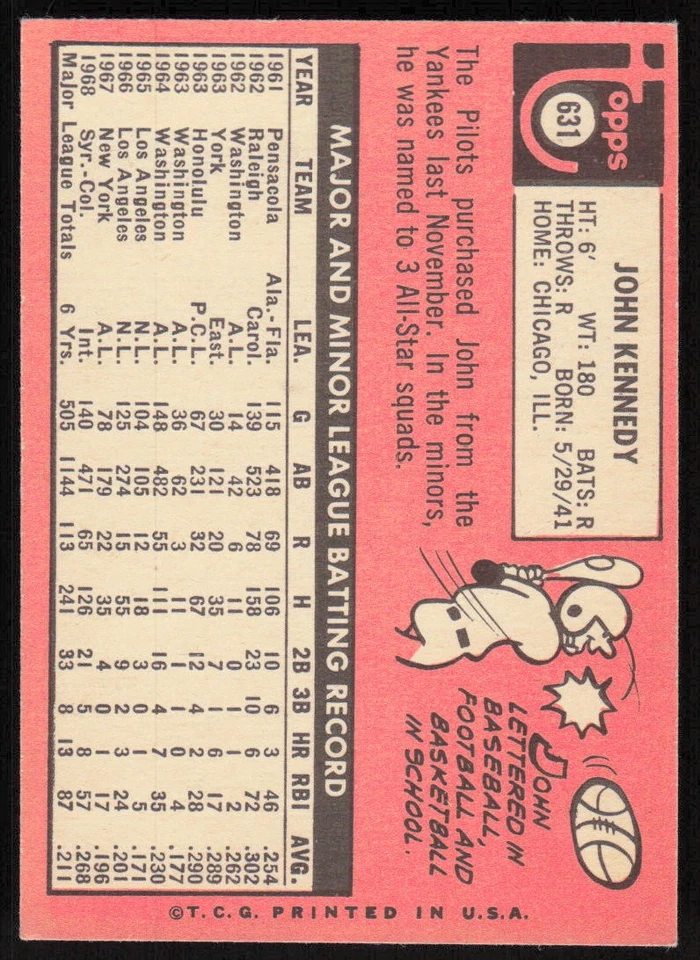 Topps
631
JOHN KENNEDY
HT: 6' WT: 180 BATS: R
THROWS: R BORN: 5/29/41
HOME: CHICAGO, ILL.
The Pilots purchased John from the
Yankees last November. In the minors,
he was named to 3 All-Star squads.
JOHN
LETTERED IN
BASEBALL,
FOOTBALL AND
BASKETBALL
IN SCHOOL.
MAJOR AND MINOR LEAGUE BATTING RECORD
YEAR TEAM LEA. G AB R H 2B 3B HR RBI AVG.
1961 Pensacola Ala.-Fla. 115 418 69 106 10 6 3 46 .254
1962 Raleigh Carol. 139 523 78 158 23 10 6 72 .302
1962 Washington A.L. 14 42 6 11 0 1 1 2 .262
1963 York East. 30 121 20 35 7 1 6 17 .289
1963 Honolulu P.C.L. 67 231 32 67 12 4 2 28 .290
1963 Washington A.L. 36 62 3 11 1 1 0 4 .177
1964 Washington A.L. 148 482 55 111 16 4 7 35 .230
1965 Los Angeles N.L. 104 105 12 18 3 0 1 5 .171
1966 Los Angeles N.L. 125 274 15 55 9 2 3 24 .201
1967 New York A.L. 78 179 22 35 4 0 1 17 .196
1968 Syr.-Col. Int. 140 471 65 126 21 5 8 57 .268
Major League Totals 6 Yrs. 505 1144 113 241 33 8 13 87 .211
©T.C.G. PRINTED IN U.S.A.